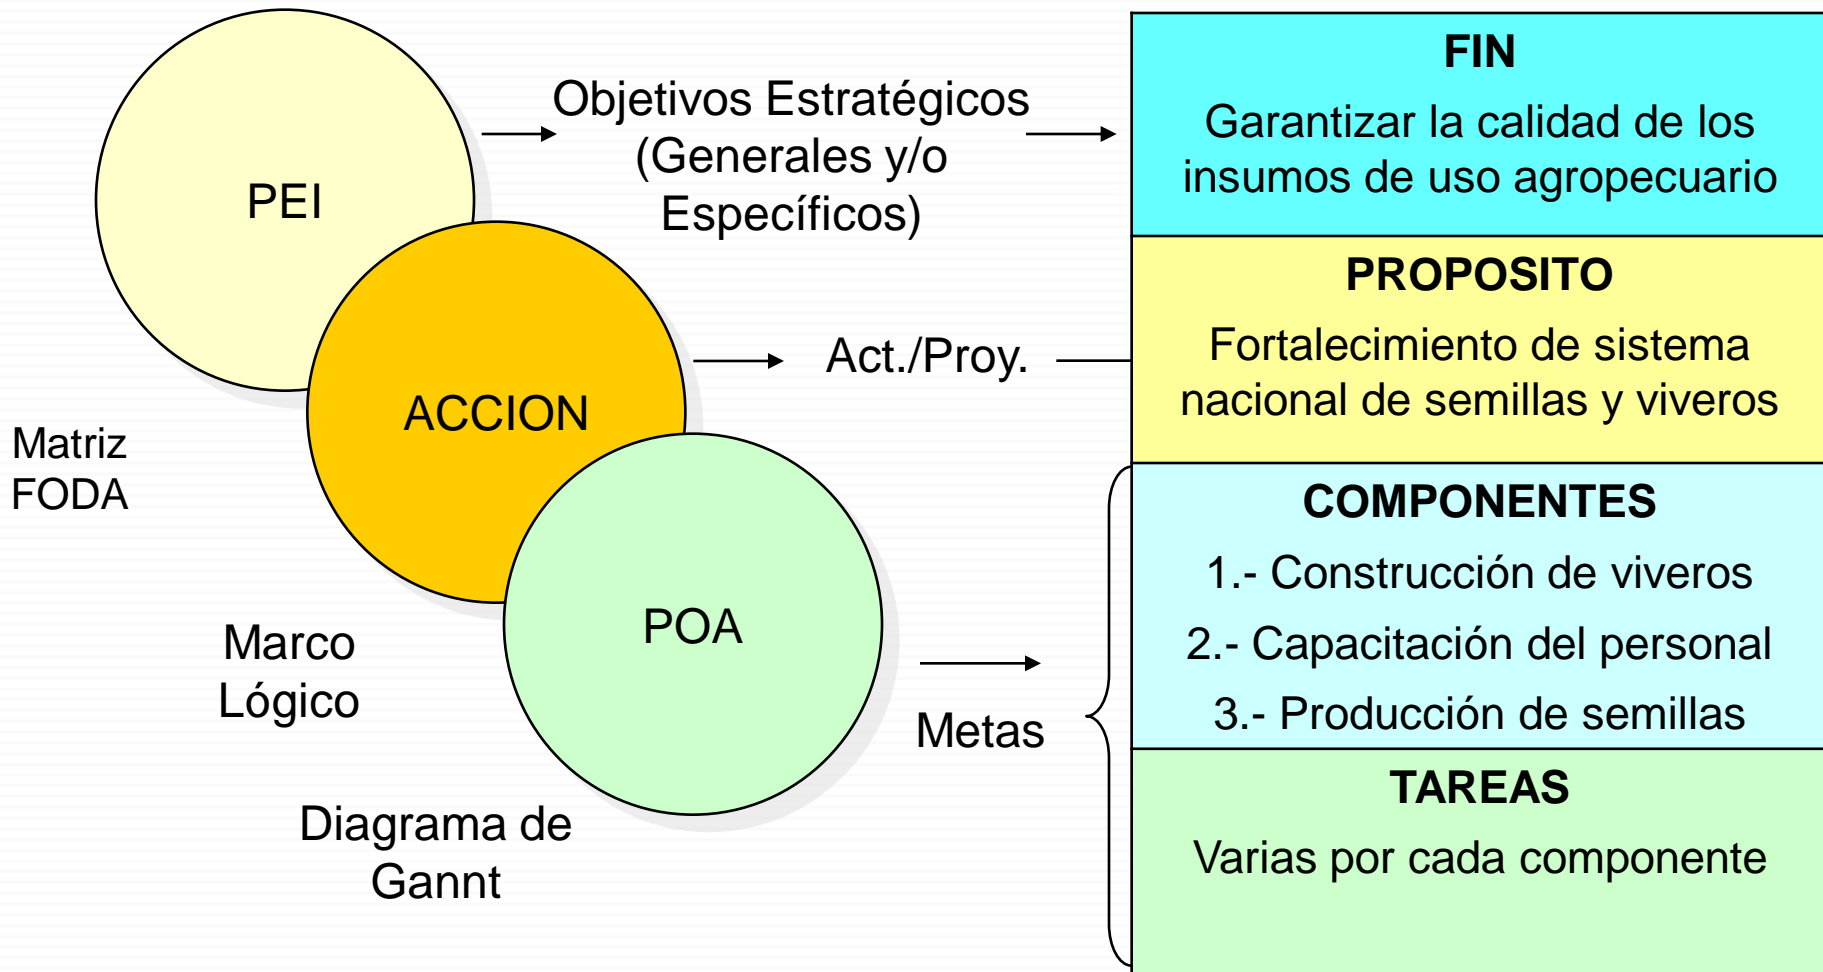 PEI
ACCION
POA
Matriz
FODA
Marco
Lógico
Diagrama de
Gannt
Objetivos Estratégicos
(Generales y/o
Específicos)
Act./Proy.
Metas
FIN
Garantizar la calidad de los
insumos de uso agropecuario
PROPOSITO
Fortalecimiento de sistema
nacional de semillas y viveros
COMPONENTES
1.- Construcción de viveros
2.- Capacitación del personal
3.- Producción de semillas
TAREAS
Varias por cada componente